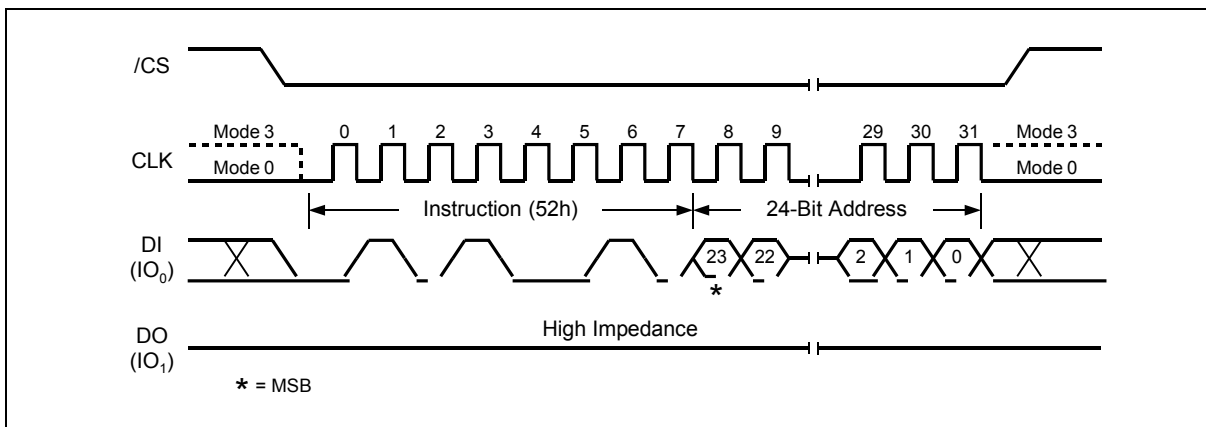 /CS
Mode 3 0 1 2 3 4 5 6 7 8 9 29 30 31 Mode 3
CLK Mode 0 Mode 0
Instruction (52h) 24-Bit Address
DI
(IO₀)
23 22 2 1 0
*
High Impedance
DO
(IO₁)
* = MSB